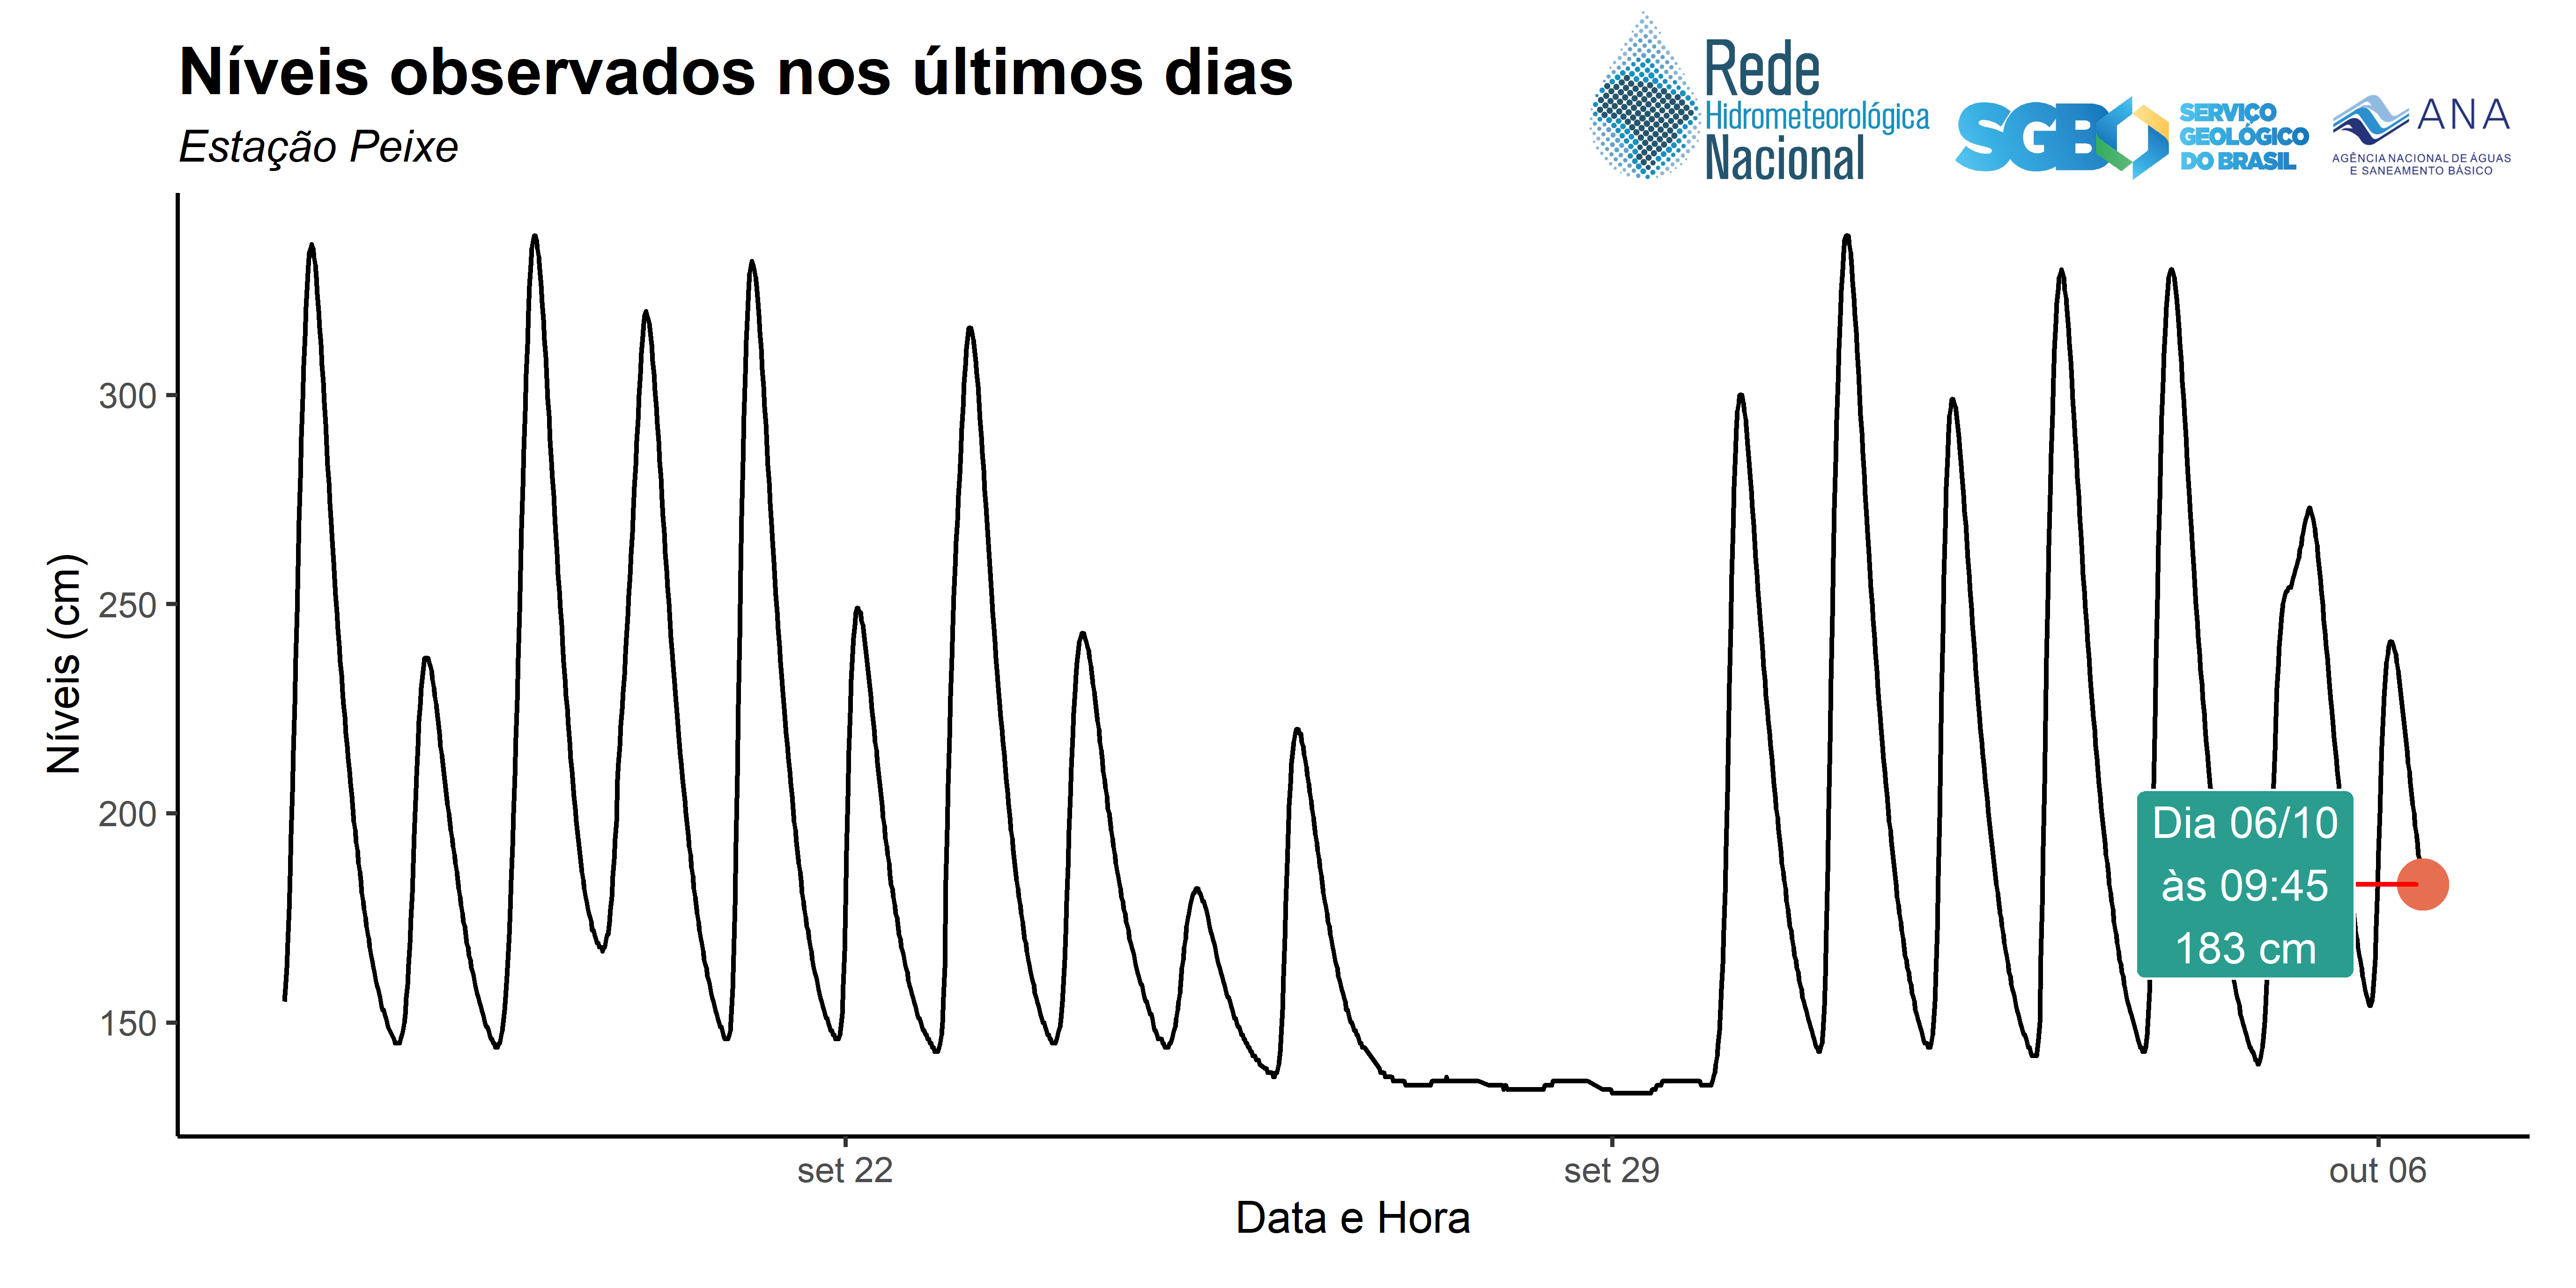 Níveis observados nos últimos dias
Estação Peixe
Rede
Hidrometeorológica
Nacional
SGB
SERVIÇO
GEOLÓGICO
DO BRASIL
ANA
AGÊNCIA NACIONAL DE ÁGUAS
E SANEAMENTO BÁSICO
Níveis (cm)
300
250
200
150
Dia 06/10
às 09:45
183 cm
set 22
set 29
out 06
Data e Hora